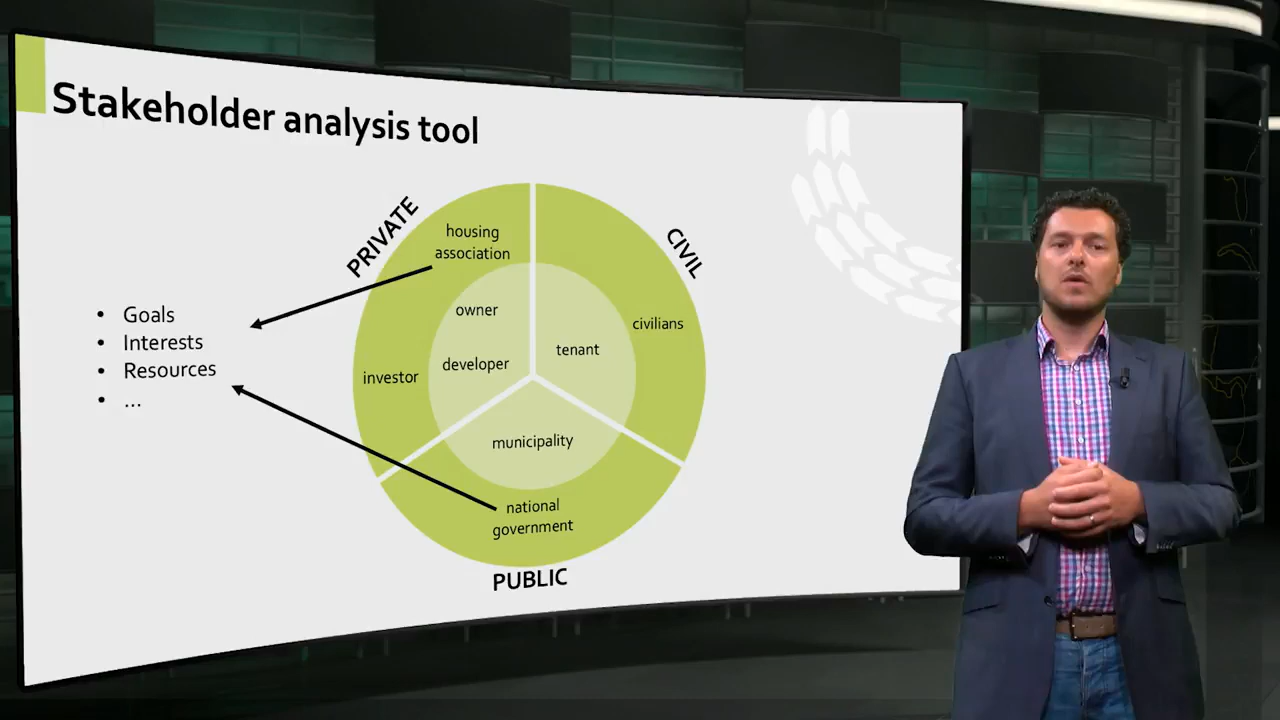 Stakeholder analysis tool
PRIVATE
CIVIL
housing
association
owner
developer
investor
tenant
civilians
municipality
national
government
PUBLIC
• Goals
• Interests
• Resources
• ...